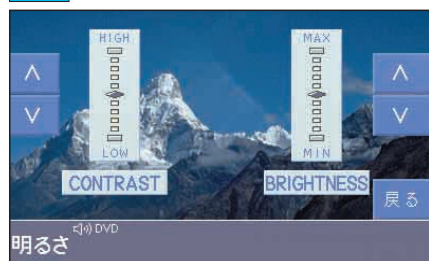 HIGH
MAX
LOW
MIN
CONTRAST
BRIGHTNESS
戻る
DVD
明るさ